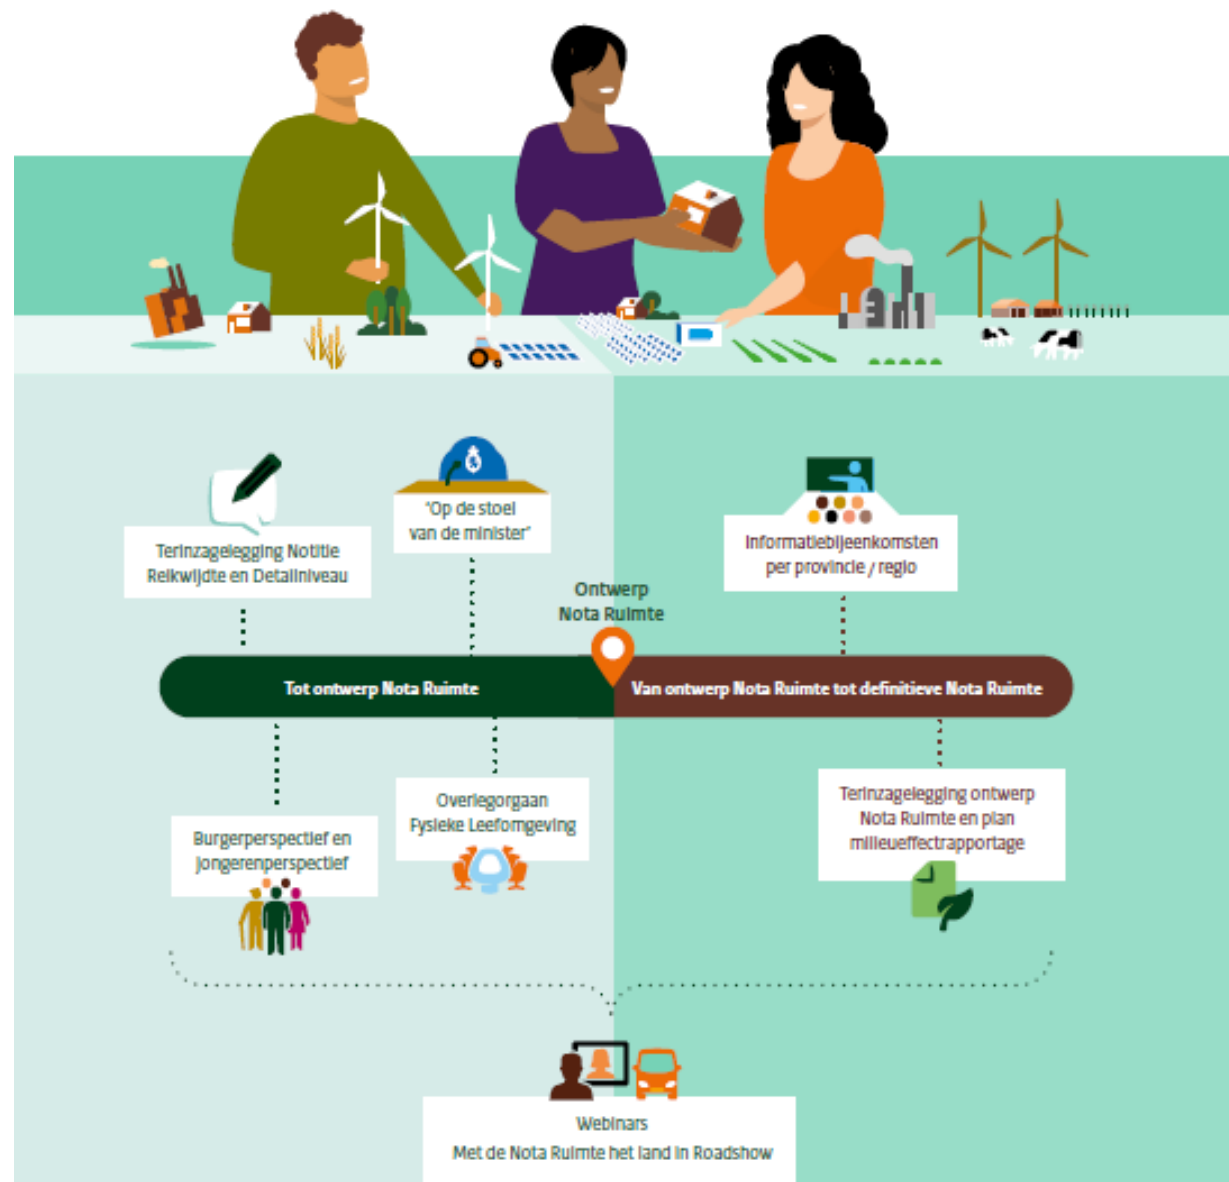 Terinzagelegging Notitie
Reikwijdte en Detailniveau
"Op de stoel
van de minister"
Informatiebijeenkomsten
per provincie / regio
Ontwerp
Nota Ruimte
Tot ontwerp Nota Ruimte
Van ontwerp Nota Ruimte tot definitieve Nota Ruimte
Burgerperspectief en
jongerenperspectief
Overlegorgaan
Fysieke Leefomgeving
Terinzagelegging ontwerp
Nota Ruimte en plan
milieueffectrapportage
Webinars
Met de Nota Ruimte het land in Roadshow